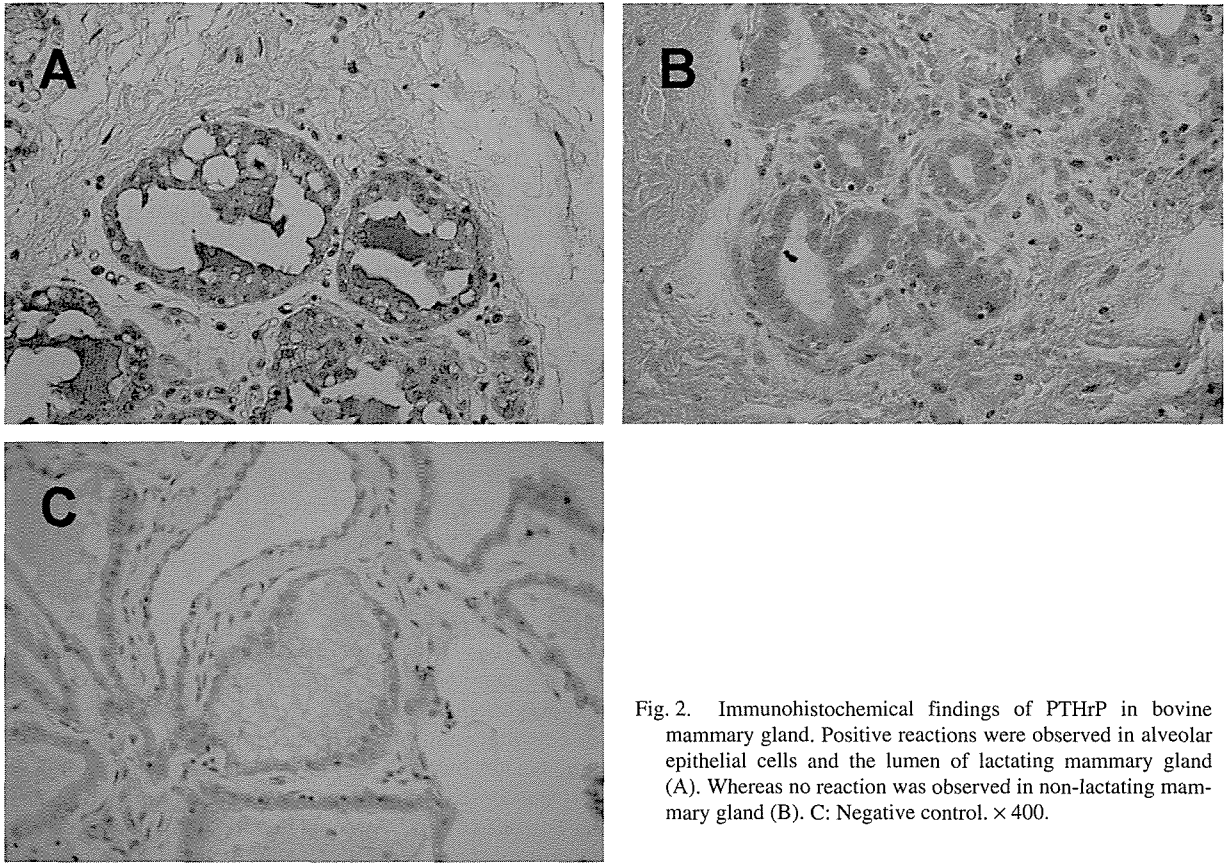 A
B
C
Fig. 2. Immunohistochemical findings of PTHrP in bovine
mammary gland. Positive reactions were observed in alveolar
epithelial cells and the lumen of lactating mammary gland
(A). Whereas no reaction was observed in non-lactating mam-
mary gland (B). C: Negative control. × 400.